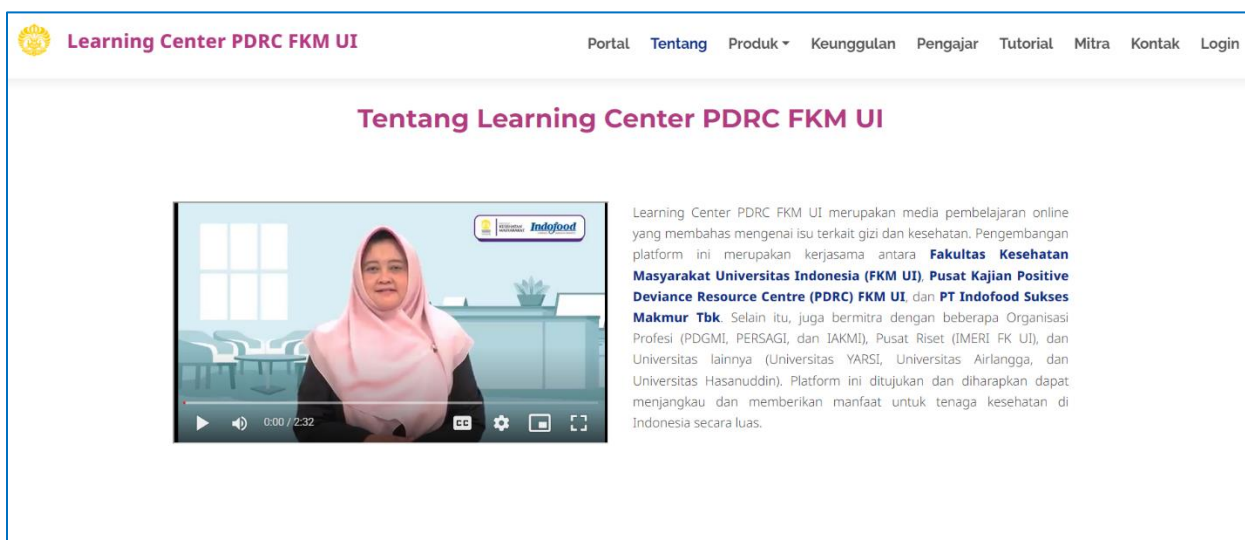 Learning Center PDRC FKM UI
Portal Tentang Produk Keunggulan Pengajar Tutorial Mitra Kontak Login
Tentang Learning Center PDRC FKM UI
Indofood
0:00 / 2:32
CC
Learning Center PDRC FKM UI merupakan media pembelajaran online
yang membahas mengenai isu terkait gizi dan kesehatan. Pengembangan
platform ini merupakan kerjasama antara Fakultas Kesehatan
Masyarakat Universitas Indonesia (FKM UI), Pusat Kajian Positive
Deviance Resource Centre (PDRC) FKM UI, dan PT Indofood Sukses
Makmur Tbk. Selain itu, juga bermitra dengan beberapa Organisasi
Profesi (PDGMI, PERSAGI, dan IAKMI), Pusat Riset (IMERI FK UI), dan
Universitas lainnya (Universitas YARSI, Universitas Airlangga, dan
Universitas Hasanuddin). Platform ini ditujukan dan diharapkan dapat
menjangkau dan memberikan manfaat untuk tenaga kesehatan di
Indonesia secara luas.